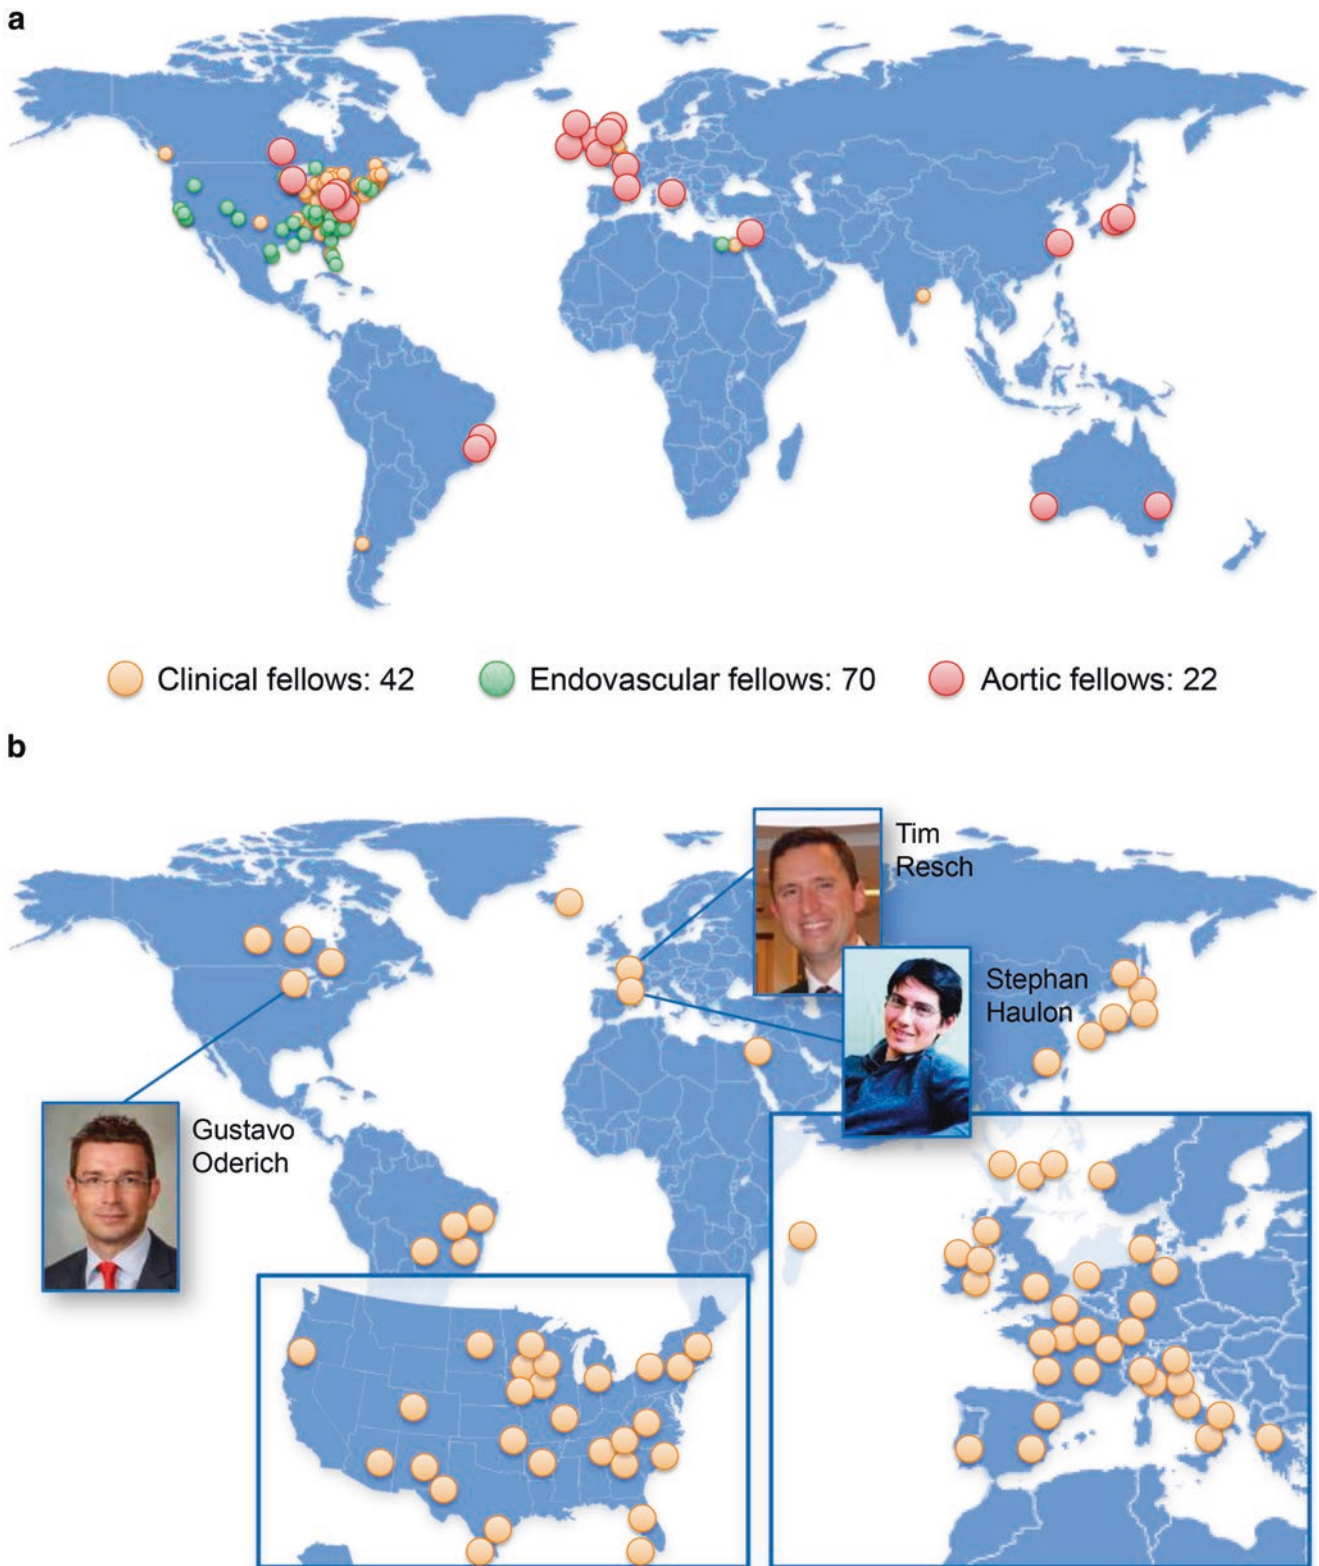 a
Clinical fellows: 42
Endovascular fellows: 70
Aortic fellows: 22
b
Tim
Resch
Stephan
Haulon
Gustavo
Oderich